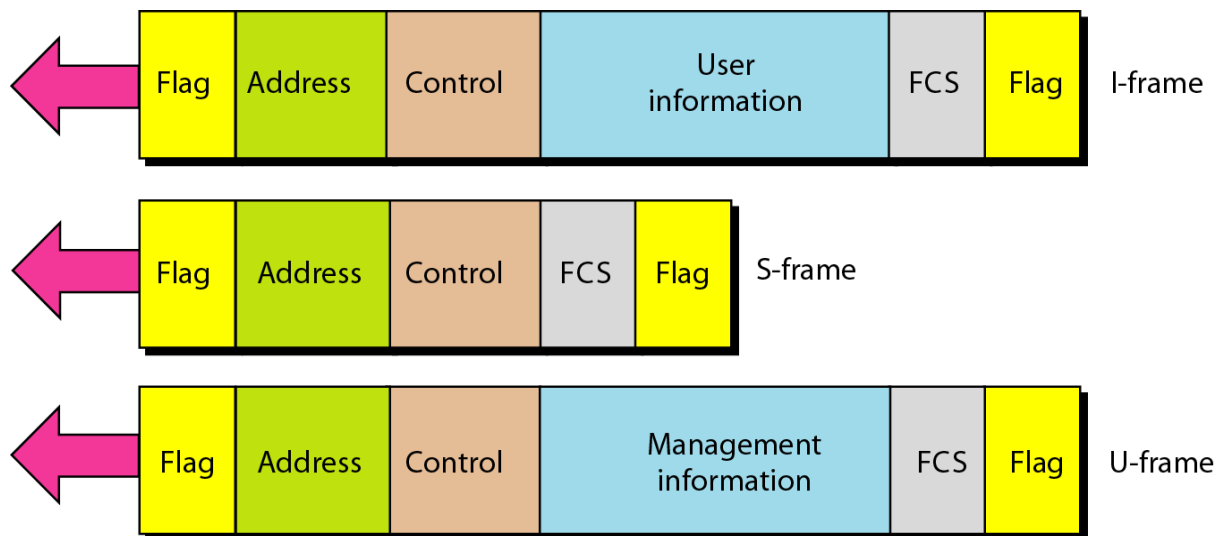 Flag Address Control User information FCS Flag I-frame
Flag Address Control FCS Flag S-frame
Flag Address Control Management information FCS Flag U-frame